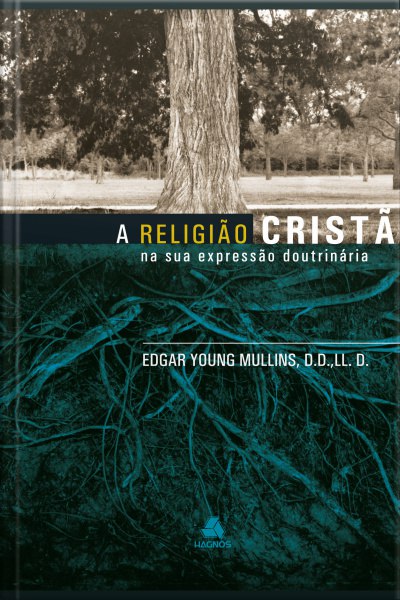 A RELIGIÃO CRISTÃ
na sua expressão doutrinária
EDGAR YOUNG MULLINS, D.D.,LL. D.
HAGNOS